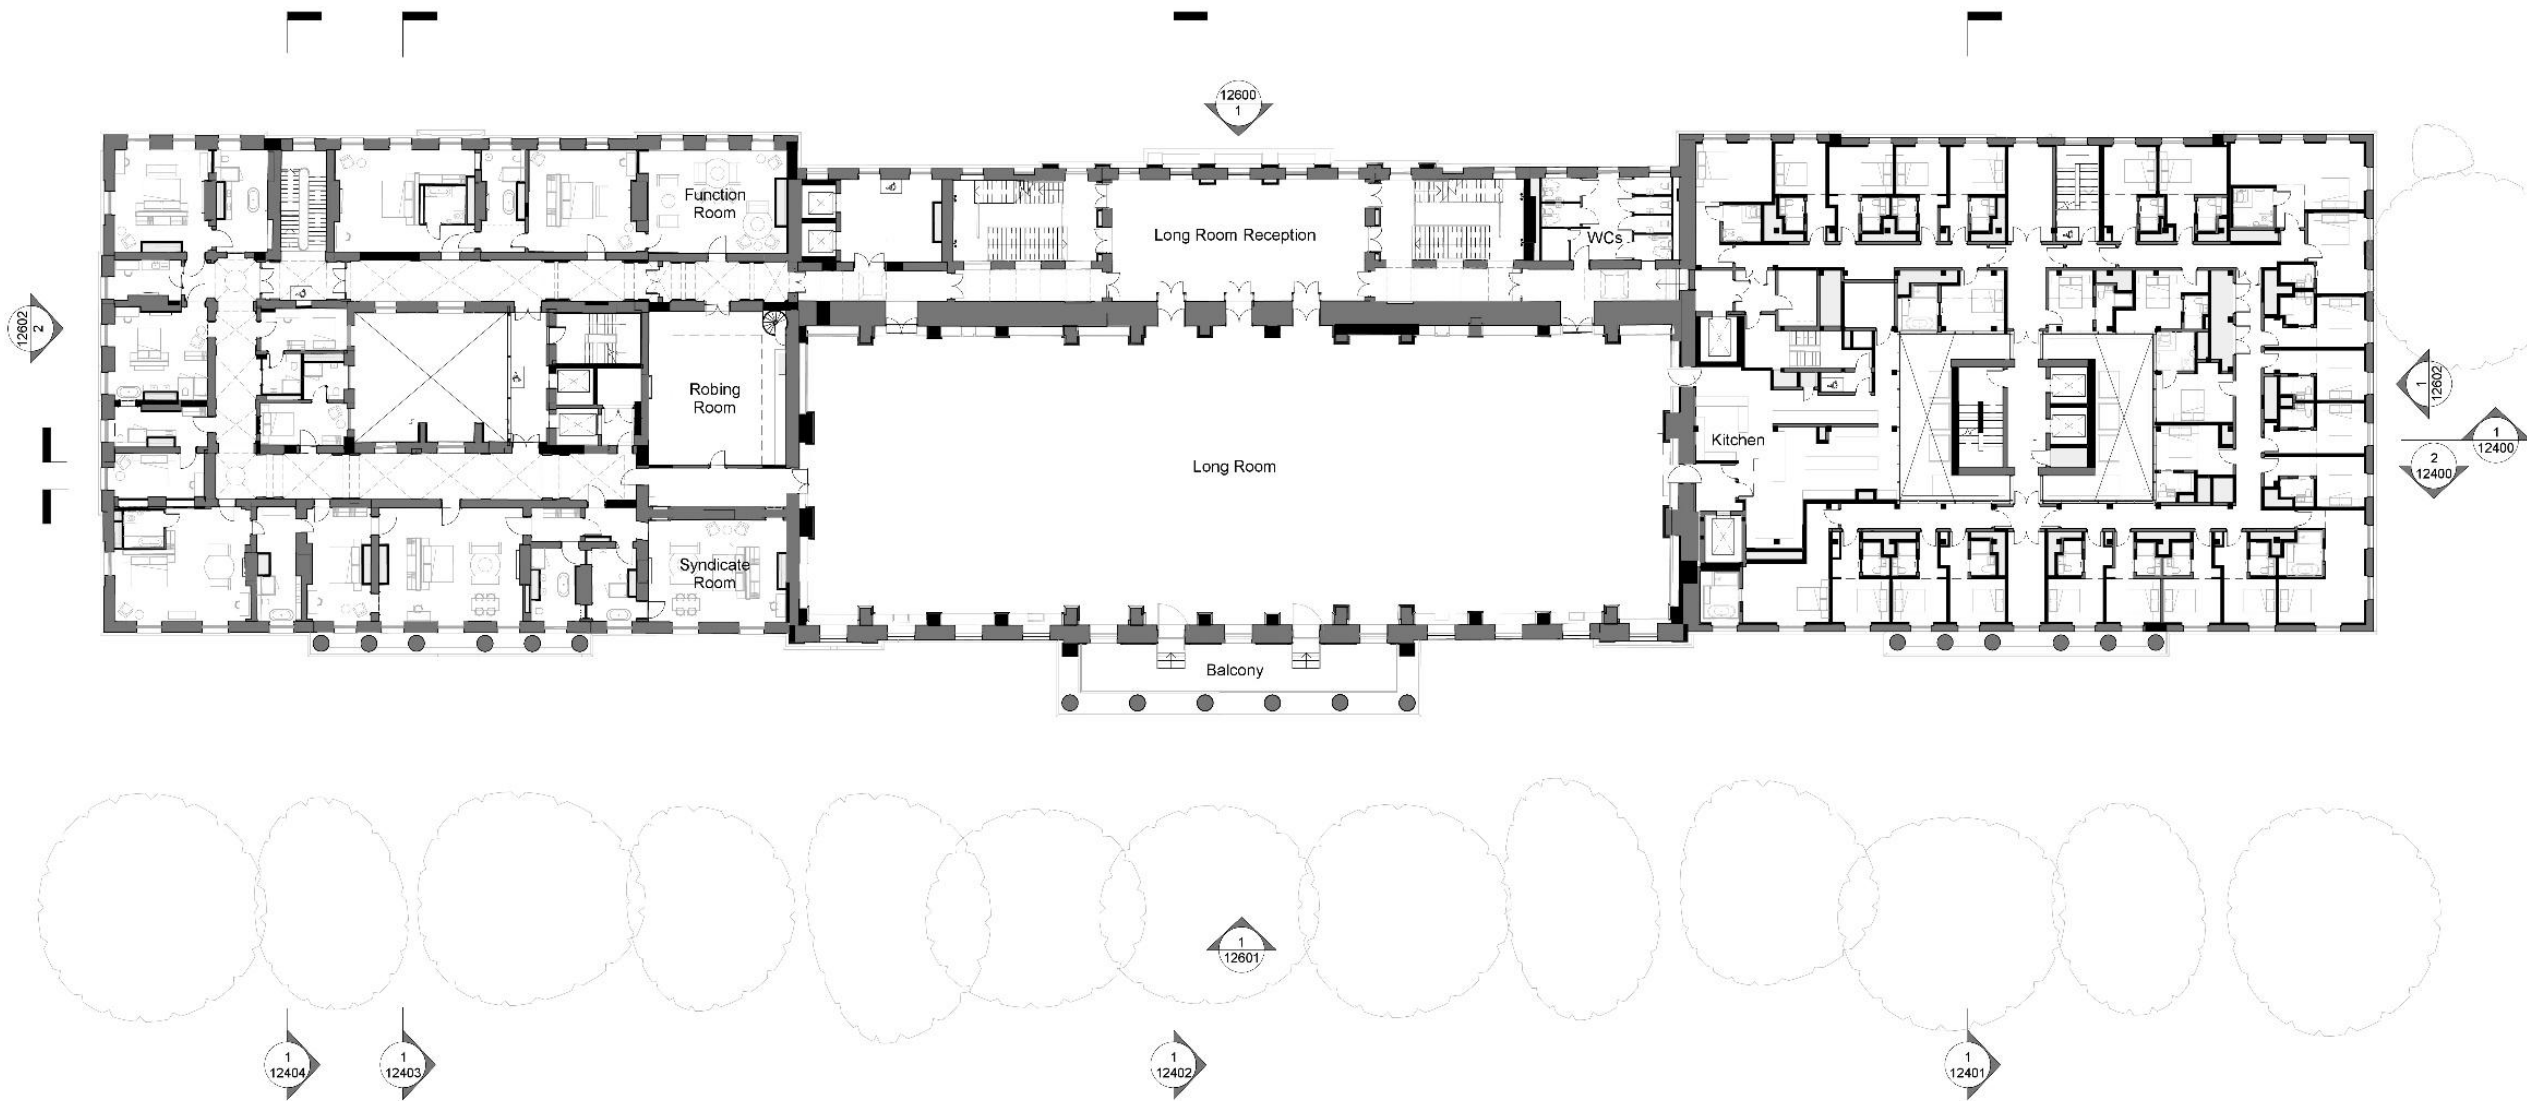 12600
1
Function
Room
Long Room Reception
WCs
12602
2
Robing
Room
1
12602
Kitchen
1
12400
2
12400
Long Room
Syndicate
Room
Balcony
1
12601
1
12404
1
12403
1
12402
1
12401